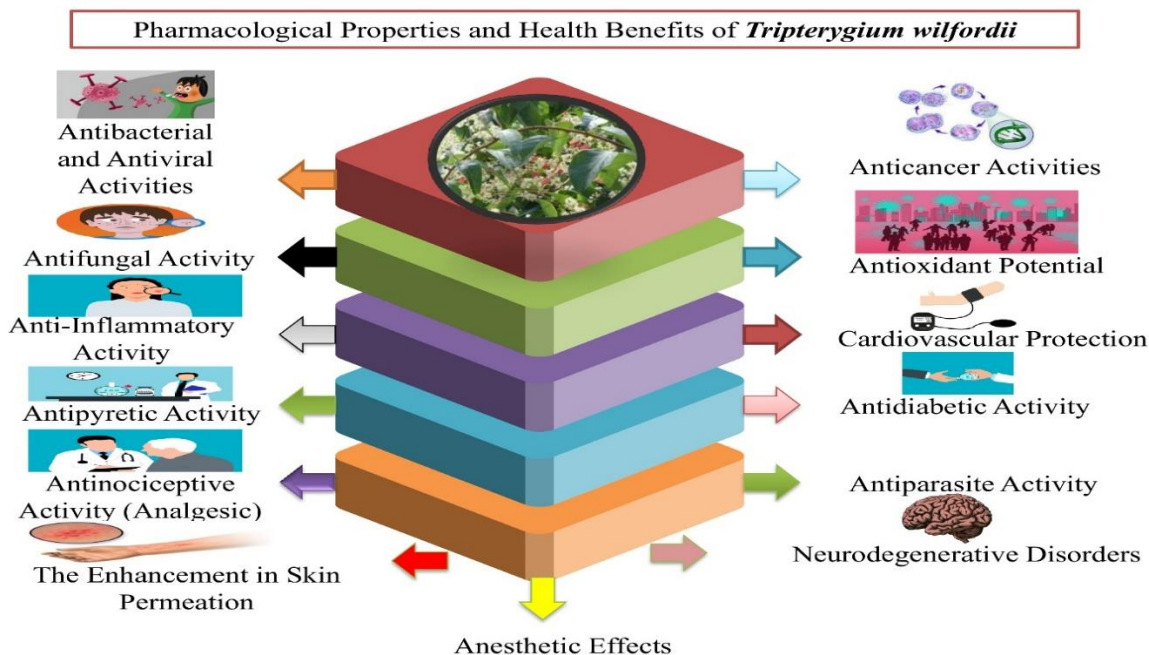 Pharmacological Properties and Health Benefits of Tripterygium wilfordii
Antibacterial
and Antiviral
Activities
Antifungal Activity
Anti-Inflammatory
Activity
Antipyretic Activity
Antinociceptive
Activity (Analgesic)
The Enhancement in Skin
Permeation
Anticancer Activities
Antioxidant Potential
Cardiovascular Protection
Antidiabetic Activity
Antiparasite Activity
Neurodegenerative Disorders
Anesthetic Effects